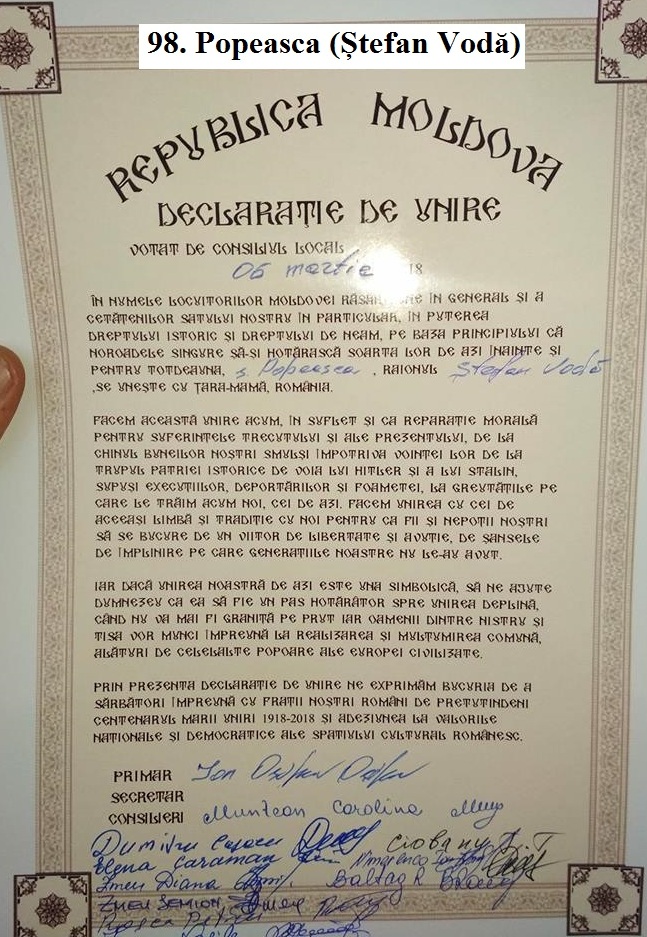 98. Popeasca (Ștefan Vodă)
REPUBLICA MOLDOVA
DECLARAȚIE DE UNIRE
VOTAT DE CONSILIUL LOCAL
06 martie 18
ÎN NUMELE LOCUITORILOR MOLDOVEI ÎN GENERAL ȘI A
CETĂȚENILOR SATULUI NOSTRU ÎN PARTICULAR, ÎN PUTEREA
DREPTULUI ISTORIC ȘI DREPTULUI DE NEAM, PE BAZA PRINCIPIULUI CĂ
NOROADELE SINGURE SĂ-ȘI HOTĂRASCĂ SOARTA LOR DE AZI ÎNAINTE ȘI
PENTRU TOTDEAUNA, s. Popeasca, RAIONUL Ștefan Vodă
,SE UNEȘTE CU ȚARA-MAMĂ, ROMÂNIA.
FACEM ACEASTĂ UNIRE ACUM, ÎN SUFLET ȘI CA REPARAȚIE MORALĂ
PENTRU SUFERINȚELE TRECUTULUI ȘI ALE PREZENTULUI, DE LA
CHINUL BUNEILOR NOȘTRI SMULȘI ÎMPOTRIVA VOINȚEI LOR DE LA
TRUPUL PATRIEI ISTORICE DE VOIA LUI HITLER ȘI A LUI STALIN,
SUPUȘI EXECUȚIILOR, DEPORTĂRILOR ȘI FOAMETEI, LA GREUTĂȚILE PE
CARE LE TRĂIM ACUM NOI, CEI DE AZI. FACEM UNIREA CU CEI DE
ACEEAȘI LIMBĂ ȘI TRADIȚIE CU NOI PENTRU CA FII ȘI NEPOȚII NOȘTRI
SĂ SE BUCURE DE UN VIITOR DE LIBERTATE ȘI AVUȚIE, DE ȘANSELE
DE ÎMPLINIRE PE CARE GENERAȚIILE NOASTRE NU LE-AU AVUT.
IAR DACĂ UNIREA NOASTRĂ DE AZI ESTE UNA SIMBOLICĂ, SĂ NE AJUTE
DUMNEZEU CA EA SĂ FIE UN PAS HOTĂRÂTOR SPRE UNIREA DEPLINĂ,
CÂND NU VA MAI FI GRANIȚĂ PE PRUT IAR OAMENII DINTRE NISTRU ȘI
TISA VOR MUNCI ÎMPREUNĂ LA REALIZAREA ȘI MULȚUMIREA COMUNĂ,
ALĂTURI DE CELELALTE POPOARE ALE EUROPEI CIVILIZATE.
PRIN PREZENTA DECLARAȚIE DE UNIRE NE EXPRIMĂM BUCURIA DE A
SĂRBĂTORI ÎMPREUNĂ CU FRAȚII NOȘTRI ROMÂNI DE PRETUTINDENI
CENTENARUL MARII UNIRI 1918-2018 ȘI ADEZIUNEA LA VALORILE
NAȚIONALE ȘI DEMOCRATICE ALE SPAȚIULUI CULTURAL ROMÂNESC.
PRIMAR Ion
SECRETAR
CONSILIERI Muntean Carolina
Dumitru Ciobanu
Elena Caraman
Zmeu Diana Baltag
ZMEU SEMION